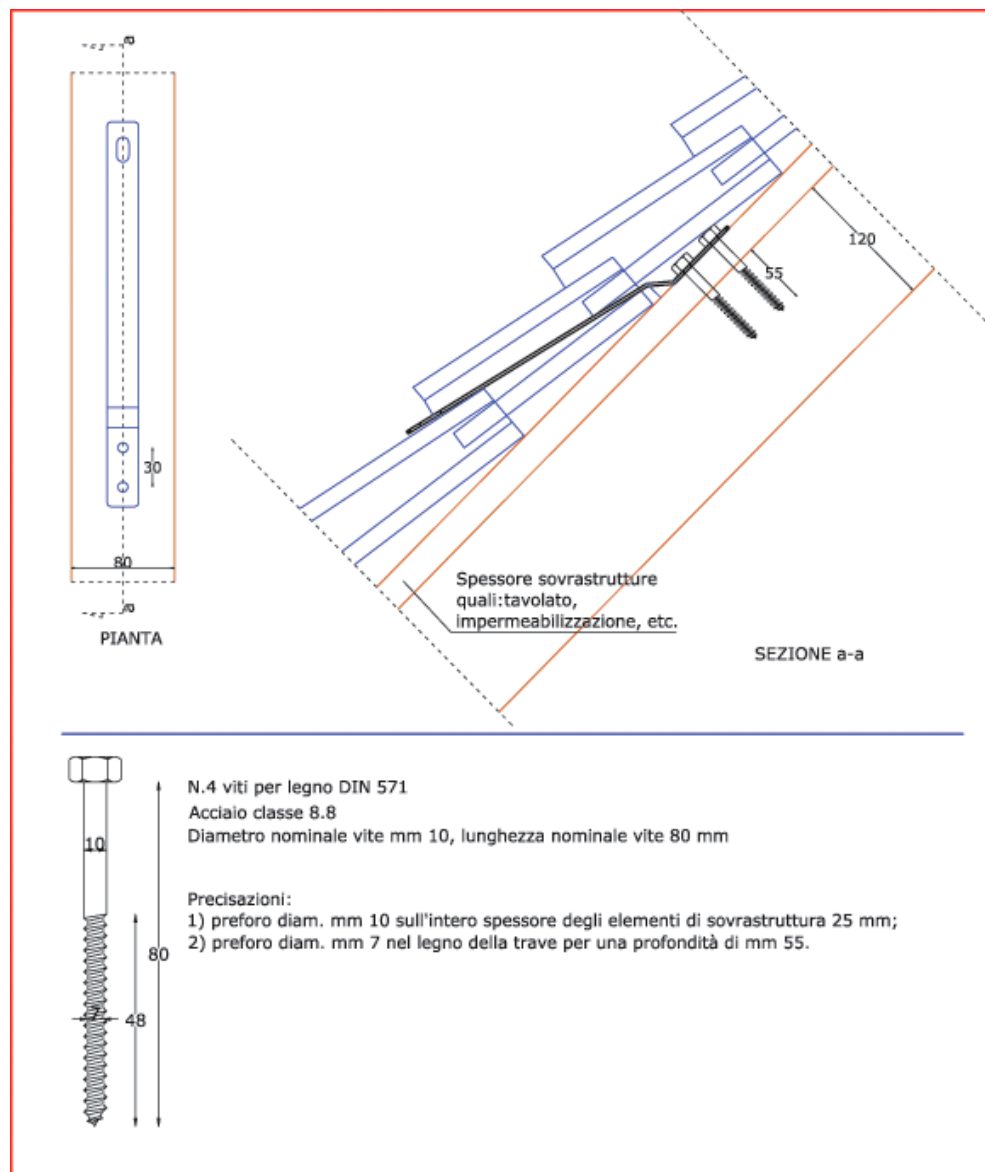 a
120
55
30
80
a
Spessore sovrastrutture
quali:tavolato,
impermeabilizzazione, etc.
PIANTA
SEZIONE a-a
N.4 viti per legno DIN 571
Acciaio classe 8.8
Diametro nominale vite mm 10, lunghezza nominale vite 80 mm
10
Precisazioni:
1) preforo diam. mm 10 sull'intero spessore degli elementi di sovrastruttura 25 mm;
2) preforo diam. mm 7 nel legno della trave per una profondità di mm 55.
80
7
48